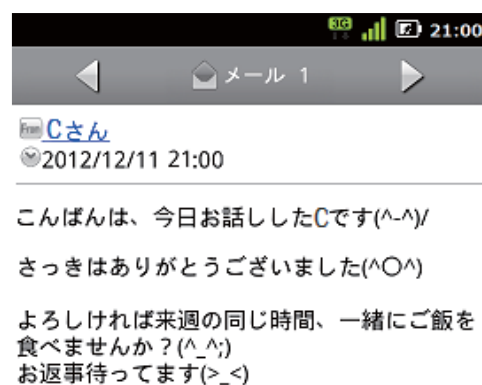 3G 21:00
メール 1
From Cさん
2012/12/11 21:00
こんばんは、今日お話ししたCです(^-^)/
さっきはありがとうございました(^○^)
よろしければ来週の同じ時間、一緒にご飯を
食べませんか？(^_^;)
お返事待ってます(>_<)